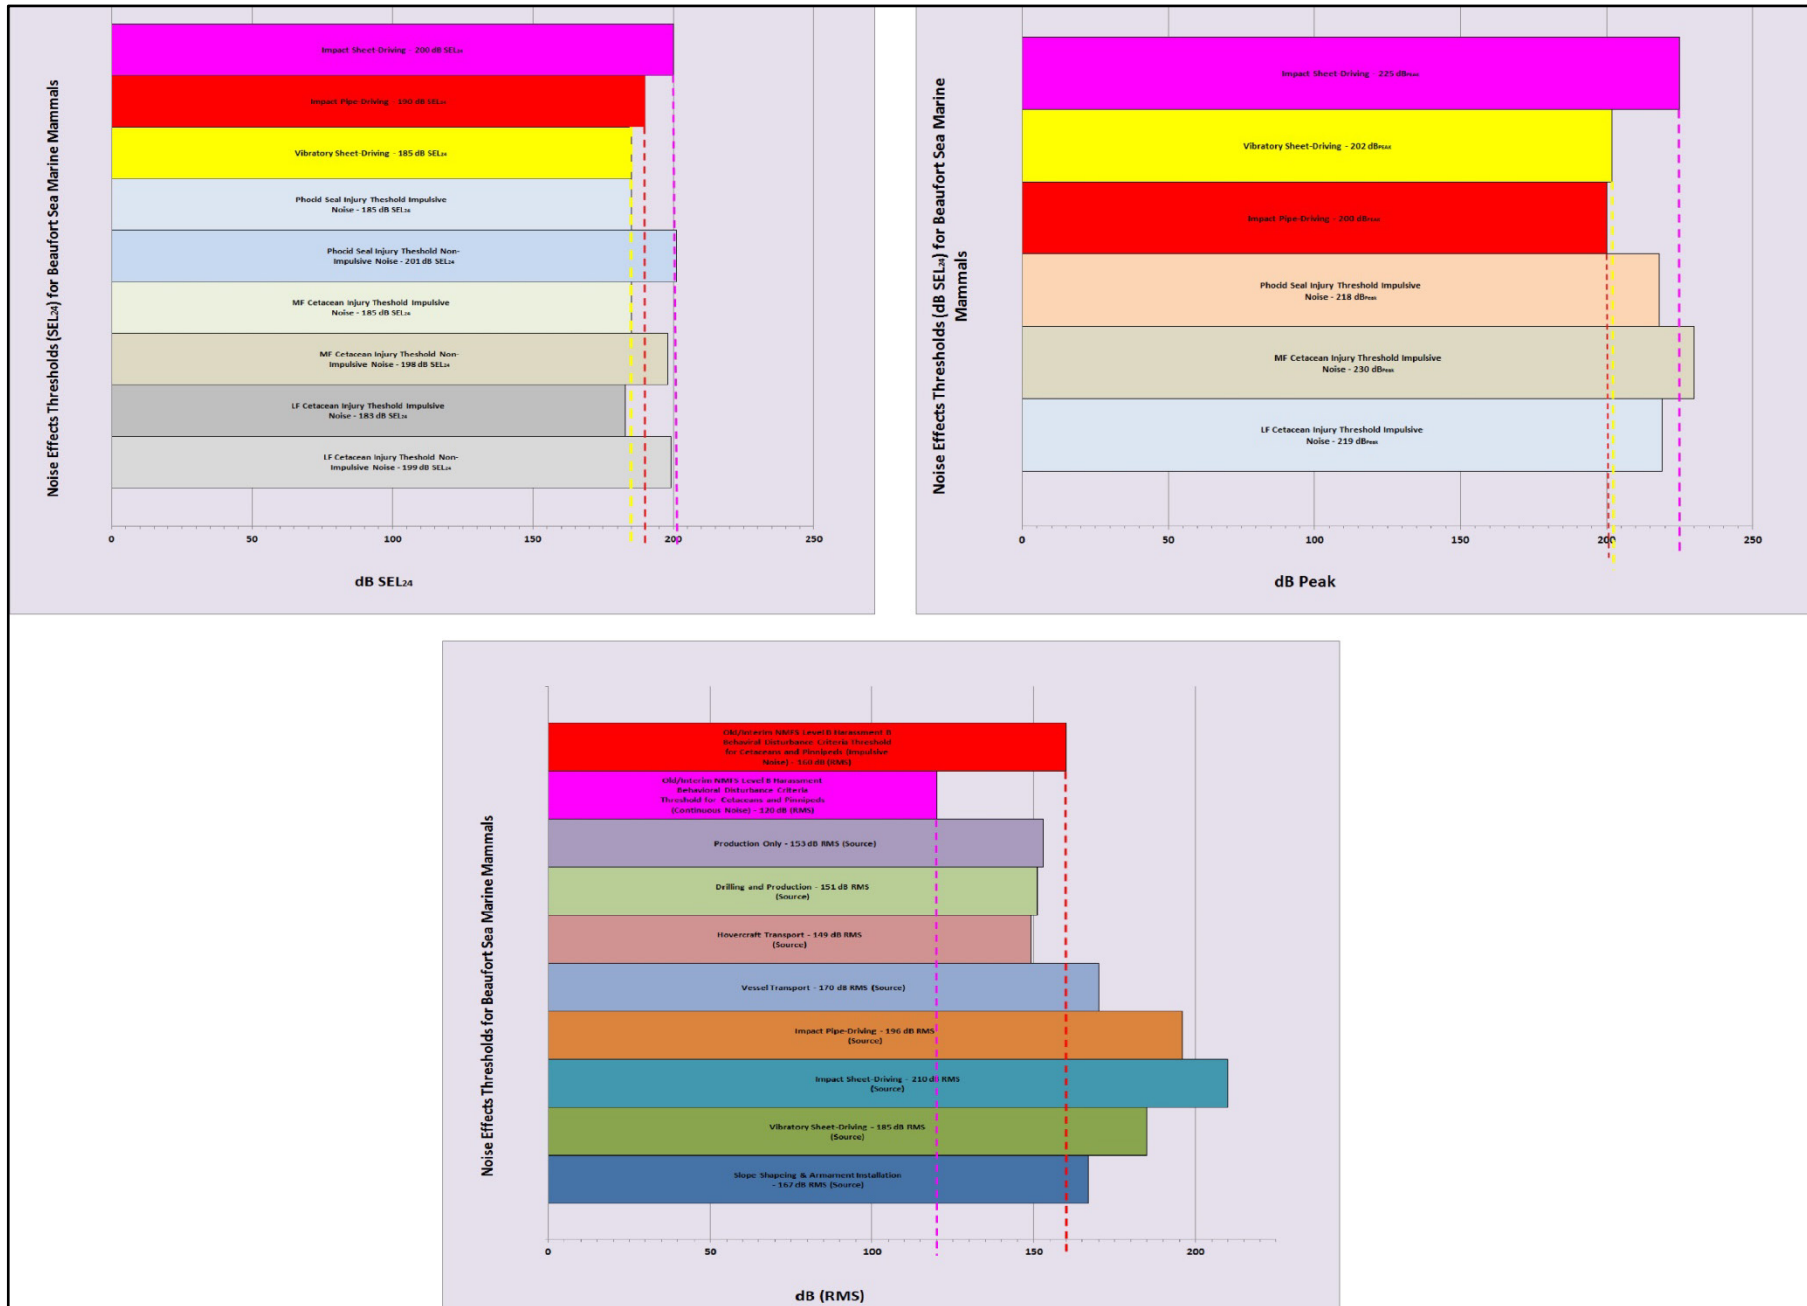 Noise Effects Thresholds (SEL24) for Beaufort Sea Marine Mammals
Impact Sheet-Driving - 200 dB SEL24
Impact Pipe-Driving - 190 dB SEL24
Vibratory Sheet-Driving - 185 dB SEL24
Phocid Seal Injury Theshold Impulsive
Noise - 185 dB SEL24
Phocid Seal Injury Theshold Non-
Impulsive Noise - 201 dB SEL24
MF Cetacean Injury Theshold Impulsive
Noise - 185 dB SEL24
MF Cetacean Injury Theshold Non-
Impulsive Noise - 198 dB SEL24
LF Cetacean Injury Theshold Impulsive
Noise - 183 dB SEL24
LF Cetacean Injury Theshold Non-
Impulsive Noise - 199 dB SEL24
0 50 100 150 200 250
dB SEL24
Noise Effects Thresholds (dB SEL24) for Beaufort Sea Marine
Mammals
Impact Sheet-Driving - 225 dBPEAK
Vibratory Sheet-Driving - 202 dBPEAK
Impact Pipe-Driving - 200 dBPEAK
Phocid Seal Injury Threshold Impulsive
Noise - 218 dBPeak
MF Cetacean Injury Threshold Impulsive
Noise - 230 dBPeak
LF Cetacean Injury Threshold Impulsive
Noise - 219 dBPeak
0 50 100 150 200 250
dB Peak
Noise Effects Thresholds for Beaufort Sea Marine Mammals
Old/Interim NMFS Level B Harassment B
Behavioral Disturbance Criteria Threshold
for Cetaceans and Pinnipeds (Impulsive
Noise) - 160 dB (RMS)
Old/Interim NMFS Level B Harassment
Behavioral Disturbance Criteria
Threshold for Cetaceans and Pinnipeds
(Continuous Noise) - 120 dB (RMS)
Production Only - 153 dB RMS (Source)
Drilling and Production - 151 dB RMS
(Source)
Hovercraft Transport - 149 dB RMS
(Source)
Vessel Transport - 170 dB RMS (Source)
Impact Pipe-Driving - 196 dB RMS
(Source)
Impact Sheet-Driving - 210 dB RMS
(Source)
Vibratory Sheet-Driving - 185 dB RMS
(Source)
Slope Shapeing & Armament Installation
- 167 dB RMS (Source)
0 50 100 150 200
dB (RMS)